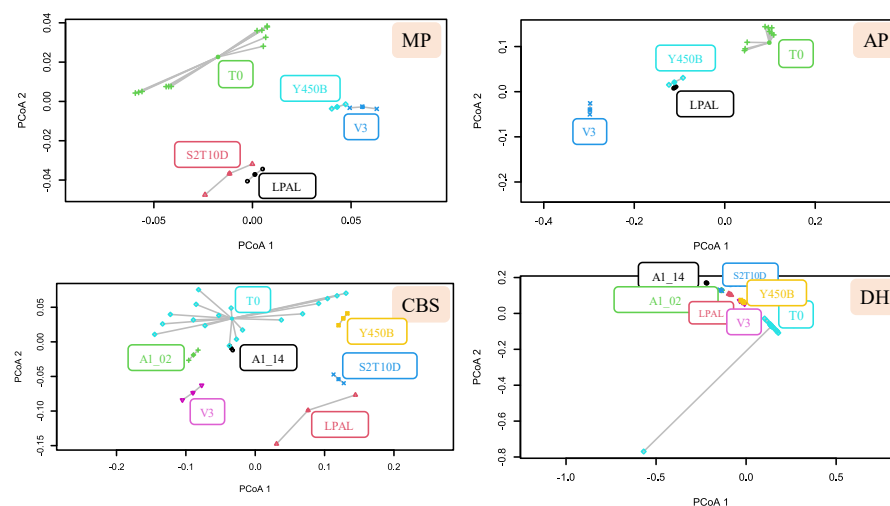 MP
0.04
0.02
0.00
-0.04
PCoA 2
T0
Y450B
V3
S2T10D
LPAL
-0.05
0.00
0.05
PCoA 1
AP
0.1
0.0
-0.1
-0.2
PCoA 2
T0
Y450B
LPAL
V3
-0.4
-0.2
0.0
0.2
PCoA 1
CBS
0.05
0.00
-0.05
-0.10
-0.15
PCoA 2
T0
Y450B
A1_02
A1_14
S2T10D
V3
LPAL
-0.2
-0.1
0.0
0.1
0.2
PCoA 1
DH
0.2
0.0
-0.2
-0.4
-0.6
-0.8
PCoA 2
A1_14
S2T10D
A1_02
Y450B
LPAL
V3
T0
-1.0
-0.5
0.0
0.5
PCoA 1